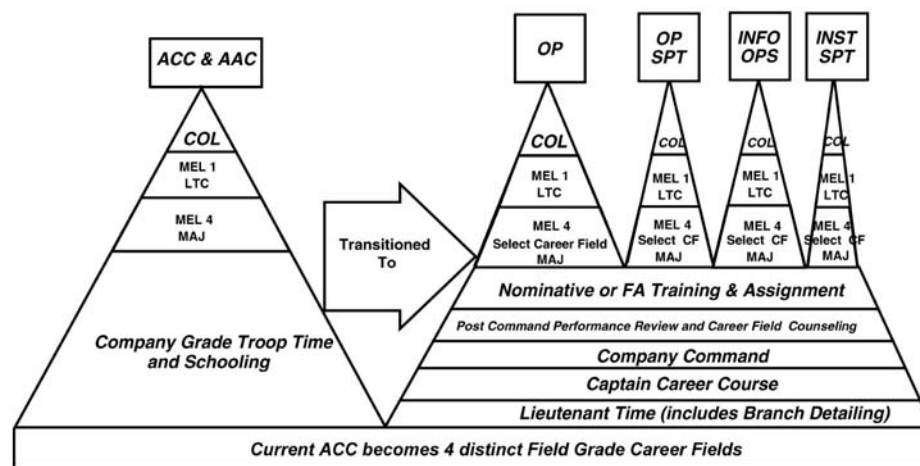 ACC & AAC
COL
MEL 1
LTC
MEL 4
MAJ
Company Grade Troop Time
and Schooling
Transitioned
To
OP
COL
MEL 1
LTC
MEL 4
Select Career Field
MAJ
OP
SPT
COL
MEL 1
LTC
MEL 4
Select CF
MAJ
INFO
OPS
COL
MEL 1
LTC
MEL 4
Select CF
MAJ
INST
SPT
COL
MEL 1
LTC
MEL 4
Select CF
MAJ
Nominative or FA Training & Assignment
Post Command Performance Review and Career Field Counseling
Company Command
Captain Career Course
Lieutenant Time (includes Branch Detailing)
Current ACC becomes 4 distinct Field Grade Career Fields